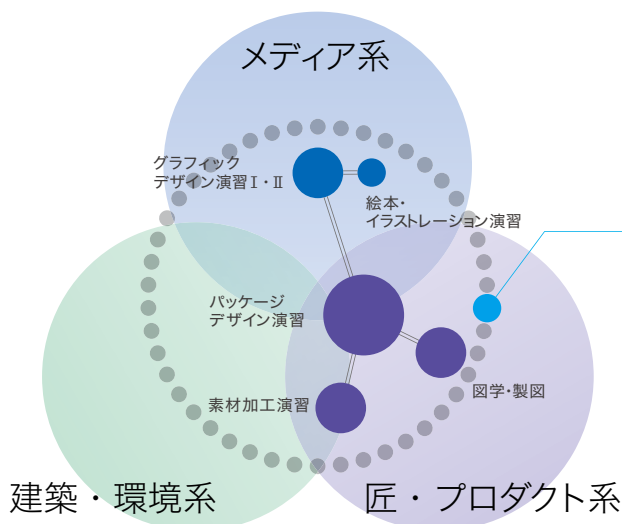 メディア系
グラフィック
デザイン演習Ⅰ・Ⅱ
絵本・
イラストレーション演習
パッケージ
デザイン演習
図学・製図
素材加工演習
建築・環境系
匠・プロダクト系